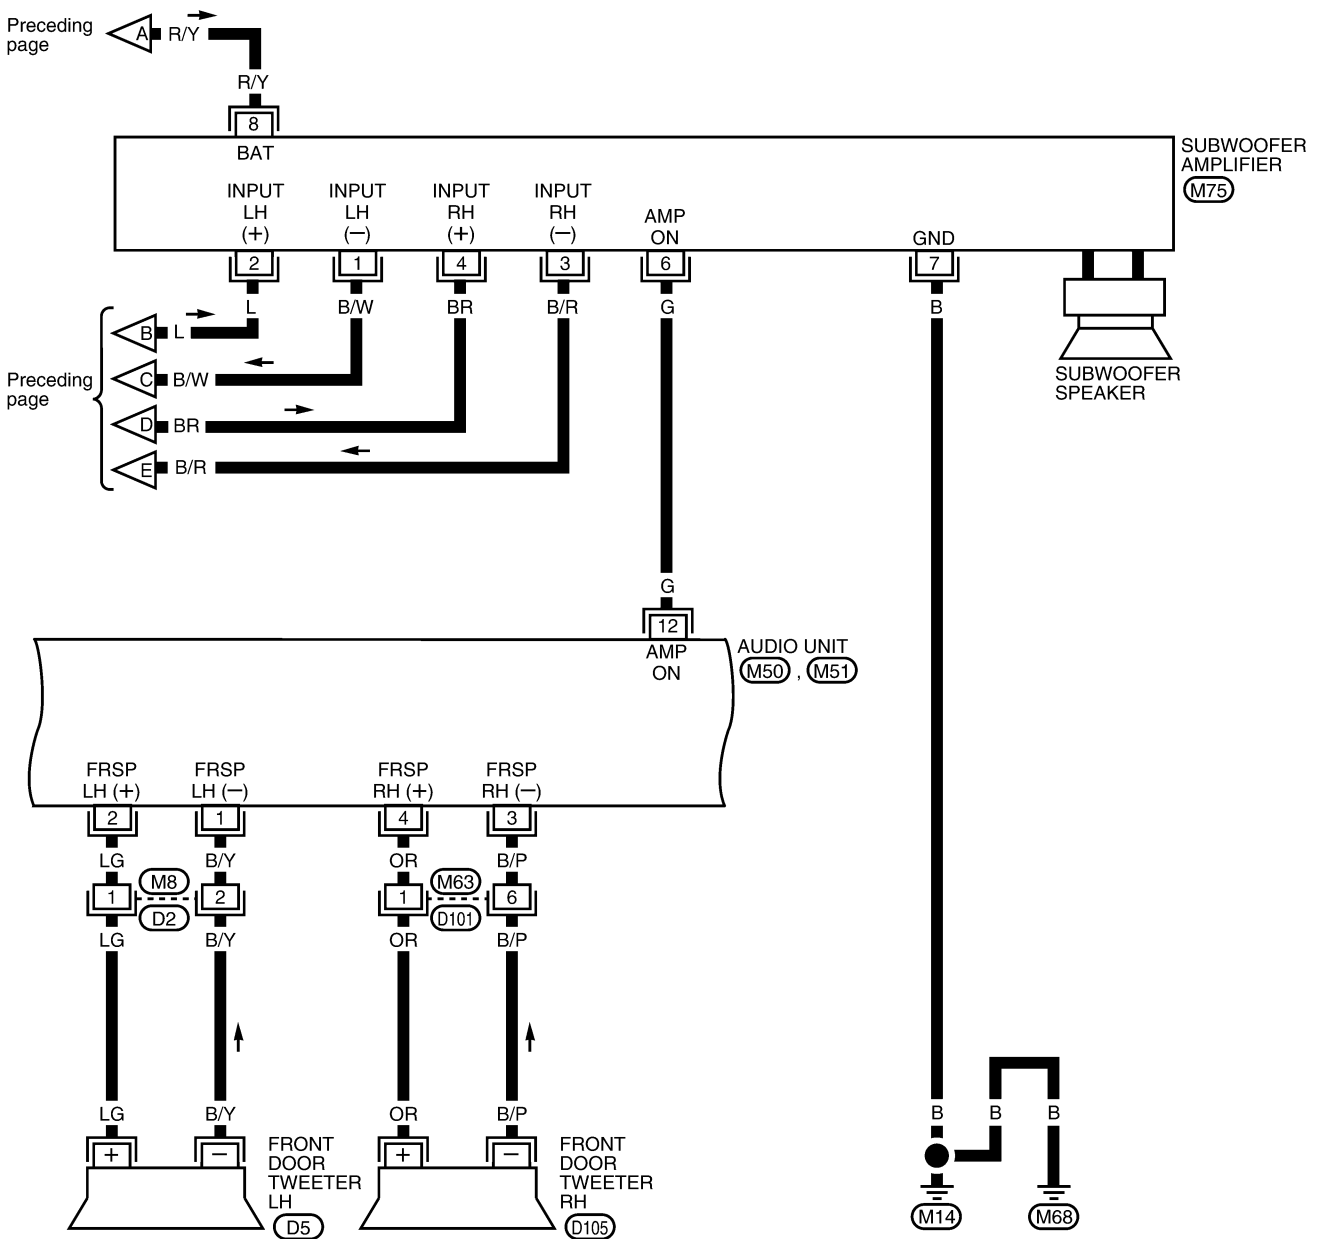 Preceding
page
A
R/Y
R/Y
8
BAT
SUBWOOFER
AMPLIFIER
M75
INPUT
LH
(+)
INPUT
LH
(−)
INPUT
RH
(+)
INPUT
RH
(−)
AMP
ON
GND
2
1
4
3
6
7
L
B/W
BR
B/R
G
B
Preceding
page
B
L
C
B/W
D
BR
E
B/R
SUBWOOFER
SPEAKER
G
12
AMP
ON
AUDIO UNIT
M50 , M51
FRSP
LH (+)
FRSP
LH (−)
FRSP
RH (+)
FRSP
RH (−)
2
1
4
3
LG
B/Y
OR
B/P
1
M8
D2
2
1
M63
D101
6
LG
B/Y
OR
B/P
LG
B/Y
OR
B/P
B
B
B
+
−
FRONT
DOOR
TWEETER
LH
D5
+
−
FRONT
DOOR
TWEETER
RH
D105
M14
M68